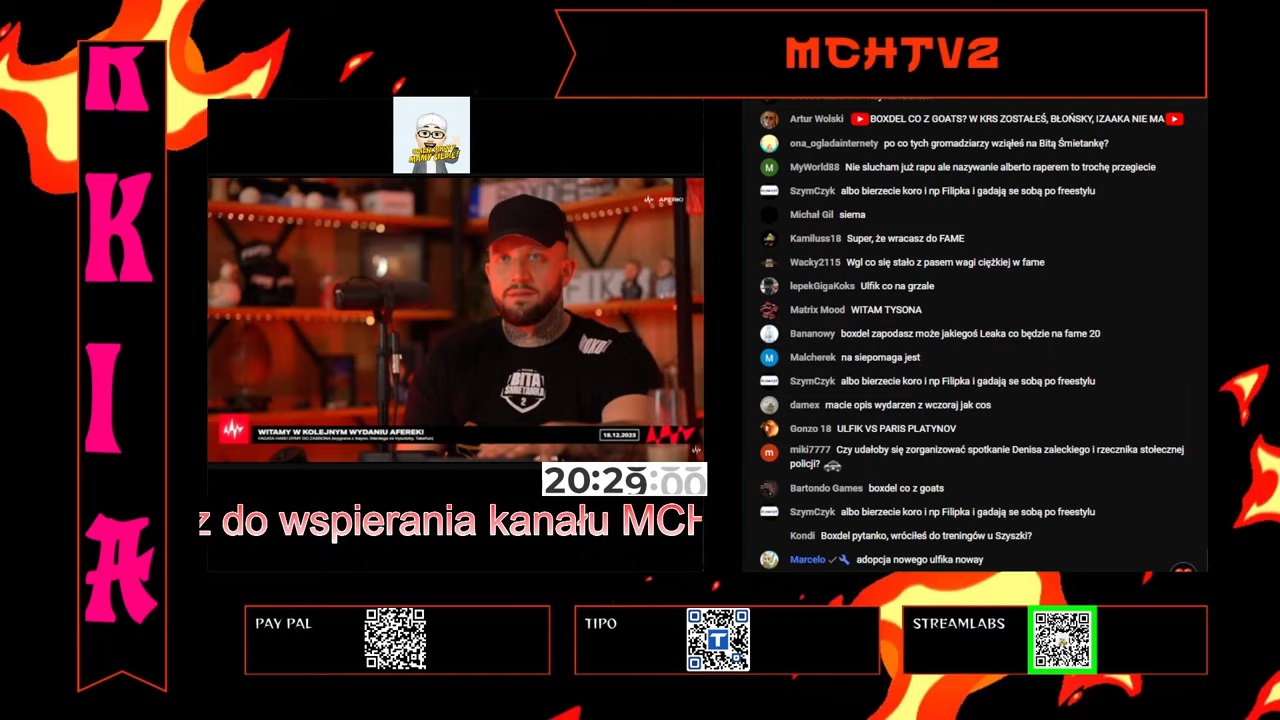 MCHTV2
K
K
I
A
MAMY CIEBIE!
Artur Wolski BOXDEL CO Z GOATS? W KRS ZOSTAŁEŚ, BŁOŃSKY, IZAAKA NIE MA
ona_ogladainternety po co tych gromadziarzy wziąłeś na Bitą Śmietankę?
MyWorld88 Nie slucham już rapu ale nazywanie alberto raperem to trochę przegiecie
SzymCzyk albo bierzecie koro i np Filipka i gadają se sobą po freestylu
Michał Gil siema
Kamiluss18 Super, że wracasz do FAME
Wacky2115 Wgl co się stało z pasem wagi ciężkiej w fame
lepekGigaKoks Ulfik co na grzale
Matrix Mood WITAM TYSONA
Bananowy boxdel zapodasz może jakiegoś Leaka co będzie na fame 20
M Malcherek na siepomaga jest
SzymCzyk albo bierzecie koro i np Filipka i gadają se sobą po freestylu
damex macie opis wydarzen z wczoraj jak cos
Gonzo 18 ULFIK VS PARIS PLATYNOV
m miki7777 Czy udałoby się zorganizować spotkanie Denisa zaleckiego i rzecznika stołecznej
policji?
Bartondo Games boxdel co z goats
SzymCzyk albo bierzecie koro i np Filipka i gadają se sobą po freestylu
Kondi Boxdel pytanko, wróciłeś do treningów u Szyszki?
Marcelo adopcja nowego ulfika noway
AFERKI
BITA
ŚMIETANKA
2
WITAMY W KOLEJNYM WYDANIU AFEREK!
18.12.2023
20:29:00
z do wspierania kanału MCH
PAY PAL
TIPO
T
STREAMLABS